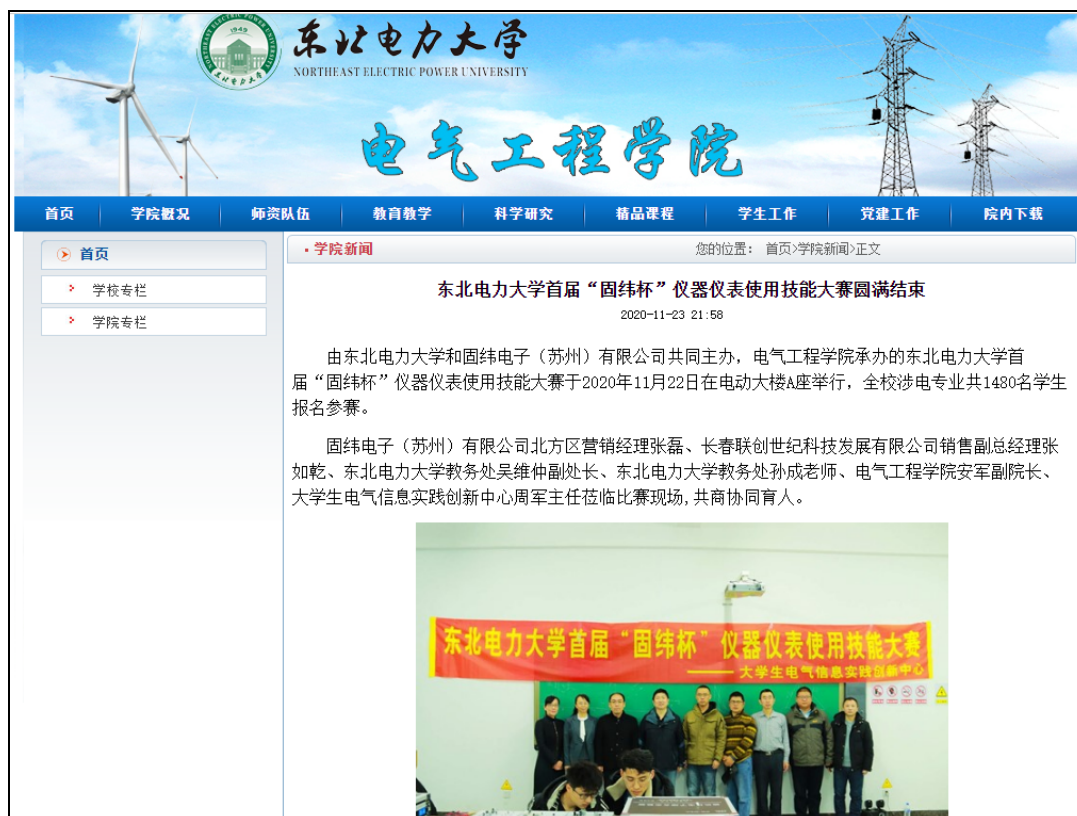 NORTHEAST ELECTRIC POWER UNIVERSITY
1949
东北电力大学
东北电力大学
NORTHEAST ELECTRIC POWER UNIVERSITY
电气工程学院
首页 学院概况 师资队伍 教育教学 科学研究 精品课程 学生工作 党建工作 院内下载
首页
学校专栏
学院专栏
学院新闻 您的位置: 首页>学院新闻>正文
东北电力大学首届“固纬杯”仪器仪表使用技能大赛圆满结束
2020-11-23 21:58
由东北电力大学和固纬电子（苏州）有限公司共同主办，电气工程学院承办的东北电力大学首
届“固纬杯”仪器仪表使用技能大赛于2020年11月22日在电动大楼A座举行，全校涉电专业共1480名学生
报名参赛。
固纬电子（苏州）有限公司北方区营销经理张磊、长春联创世纪科技发展有限公司销售副总经理张
如乾、东北电力大学教务处吴维仲副处长、东北电力大学教务处孙成老师、电气工程学院安军副院长、
大学生电气信息实践创新中心周军主任莅临比赛现场,共商协同育人。
东北电力大学首届“固纬杯”仪器仪表使用技能大赛
——大学生电气信息实践创新中心